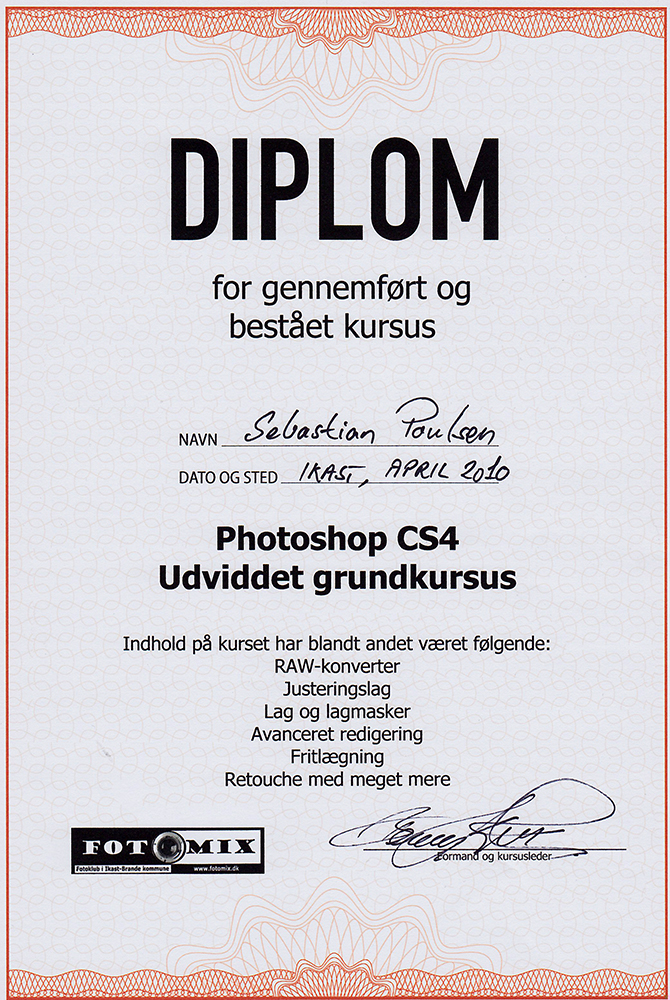 DIPLOM
for gennemført og
bestået kursus
NAVN Sebastian Poulsen
DATO OG STED IKAST, APRIL 2010
Photoshop CS4
Udviddet grundkursus
Indhold på kurset har blandt andet været følgende:
RAW-konverter
Justeringslag
Lag og lagmasker
Avanceret redigering
Fritlægning
Retouche med meget mere
FOTOMIX
Fotoklub i Ikast-Brande kommune www.fotomix.dk
Formand og kursusleder